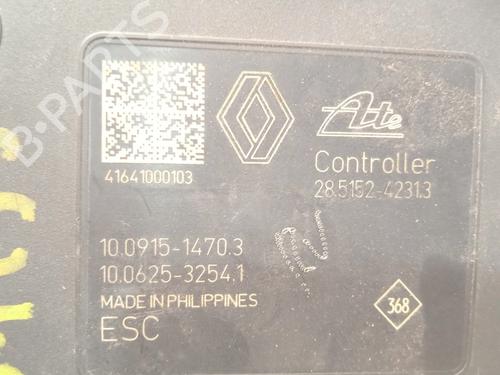 B-PARTS
Ate
Controller
28.5152-4231.3
41641000103
10.0915-1470.3
10.0625-3254.1
MADE IN PHILIPPINES
ESC
368